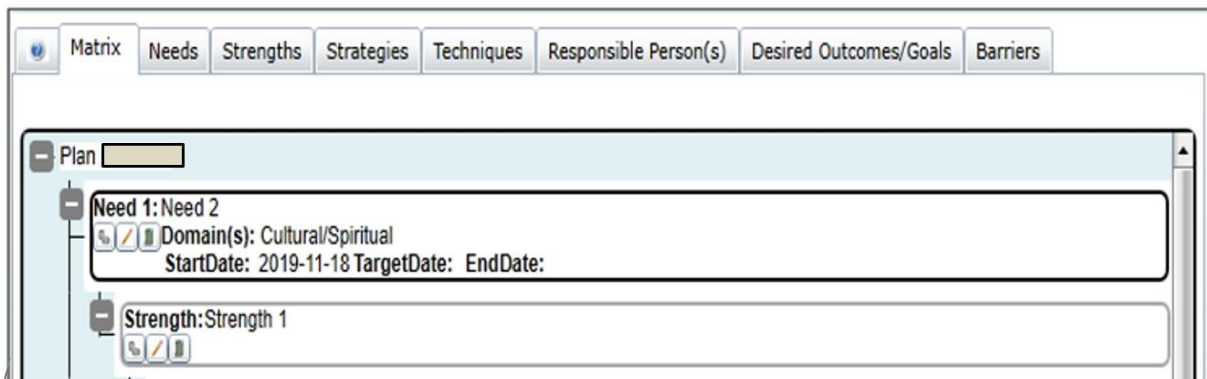 Matrix Needs Strengths Strategies Techniques Responsible Person(s) Desired Outcomes/Goals Barriers
Plan
Need 1: Need 2
Domain(s): Cultural/Spiritual
StartDate: 2019-11-18 TargetDate: EndDate:
Strength:Strength 1